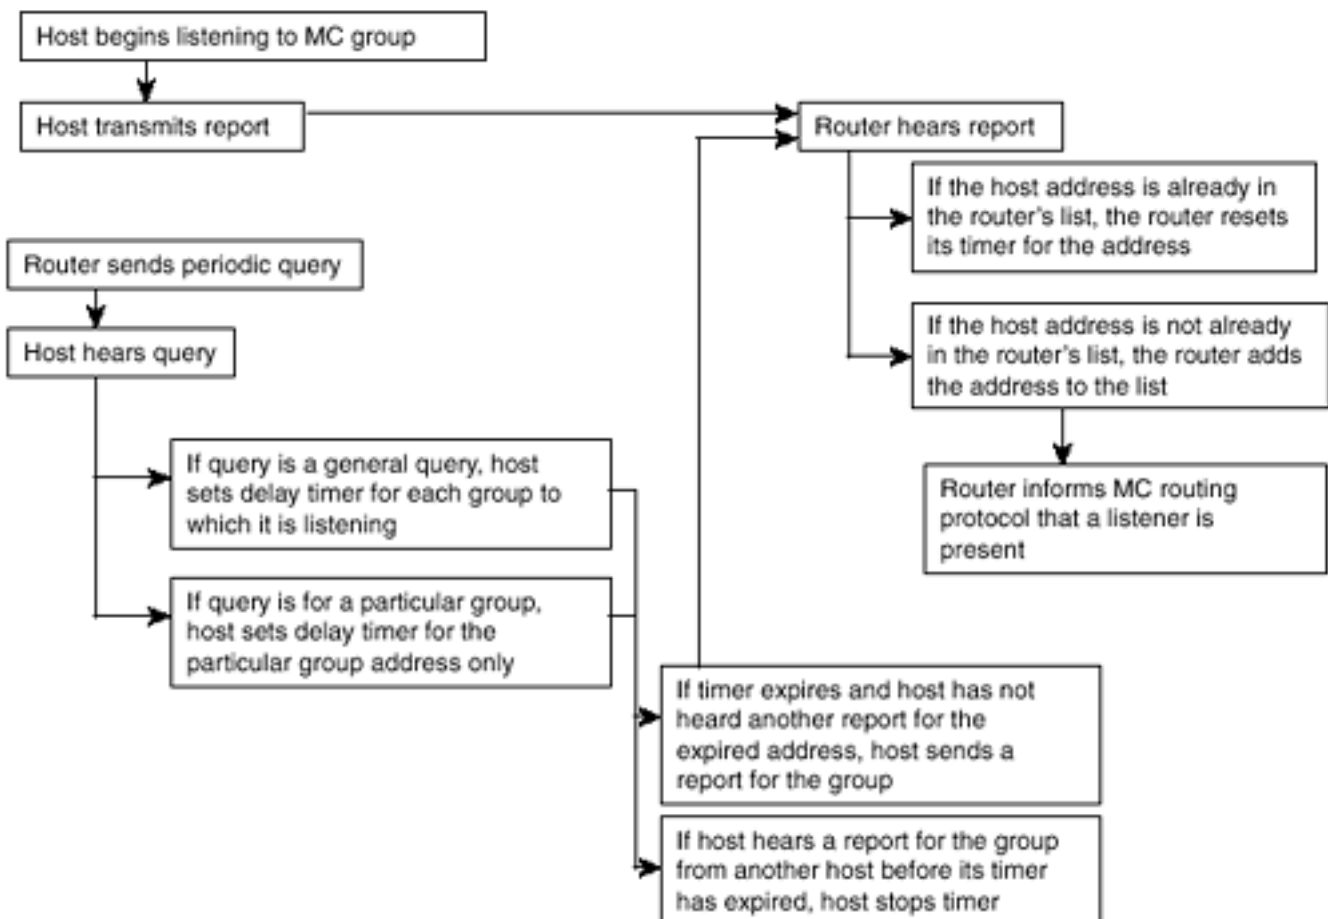 Host begins listening to MC group
Host transmits report
Router hears report
If the host address is already in
the router's list, the router resets
its timer for the address
Router sends periodic query
If the host address is not already
in the router's list, the router adds
the address to the list
Host hears query
If query is a general query, host
sets delay timer for each group to
which it is listening
Router informs MC routing
protocol that a listener is
present
If query is for a particular group,
host sets delay timer for the
particular group address only
If timer expires and host has not
heard another report for the
expired address, host sends a
report for the group
If host hears a report for the group
from another host before its timer
has expired, host stops timer